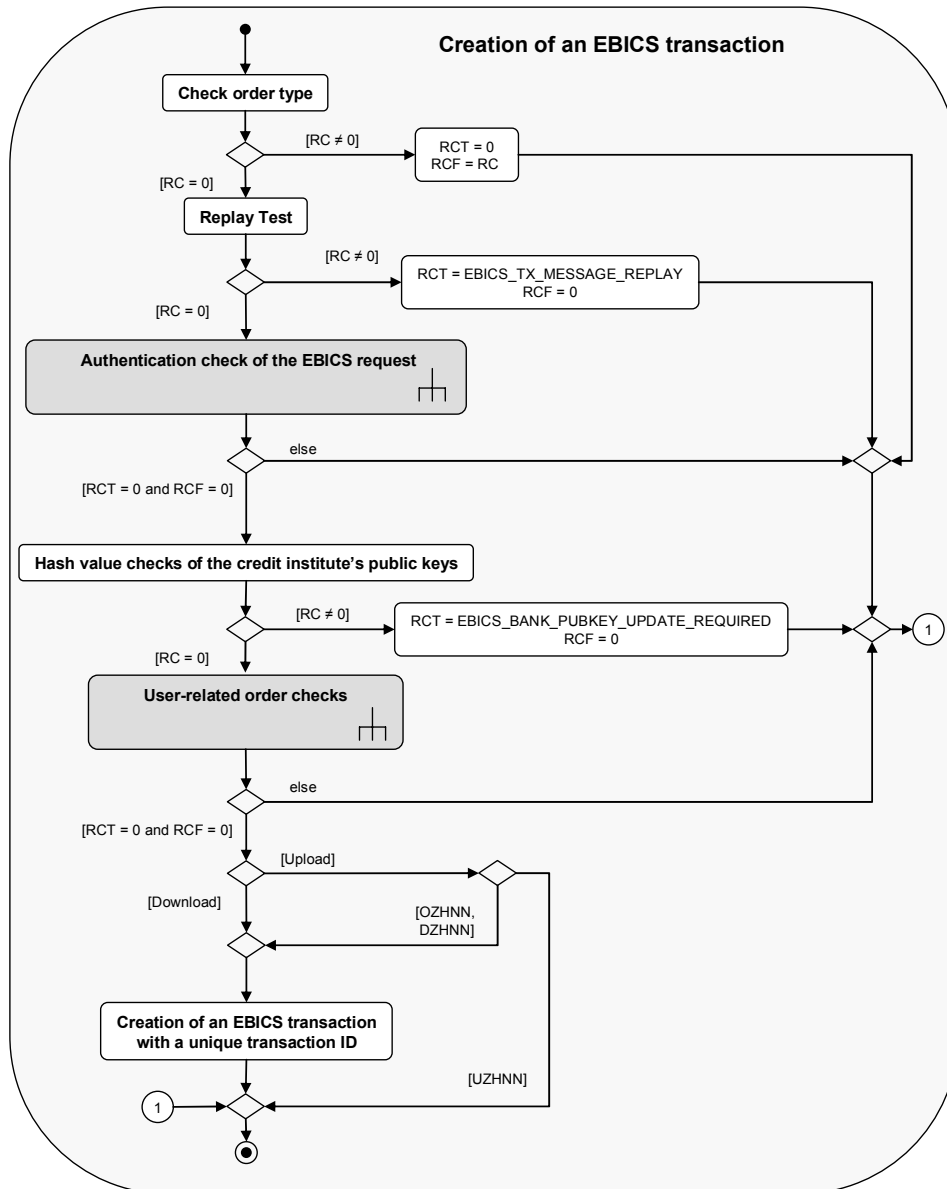 Creation of an EBICS transaction
Check order type
[RC ≠ 0]
RCT = 0
RCF = RC
[RC = 0]
Replay Test
[RC ≠ 0]
RCT = EBICS_TX_MESSAGE_REPLAY
RCF = 0
[RC = 0]
Authentication check of the EBICS request
else
[RCT = 0 and RCF = 0]
Hash value checks of the credit institute's public keys
[RC ≠ 0]
RCT = EBICS_BANK_PUBKEY_UPDATE_REQUIRED
RCF = 0
1
[RC = 0]
User-related order checks
else
[RCT = 0 and RCF = 0]
[Upload]
[Download]
[OZHNN,
DZHNN]
Creation of an EBICS transaction
with a unique transaction ID
[UZHNN]
1